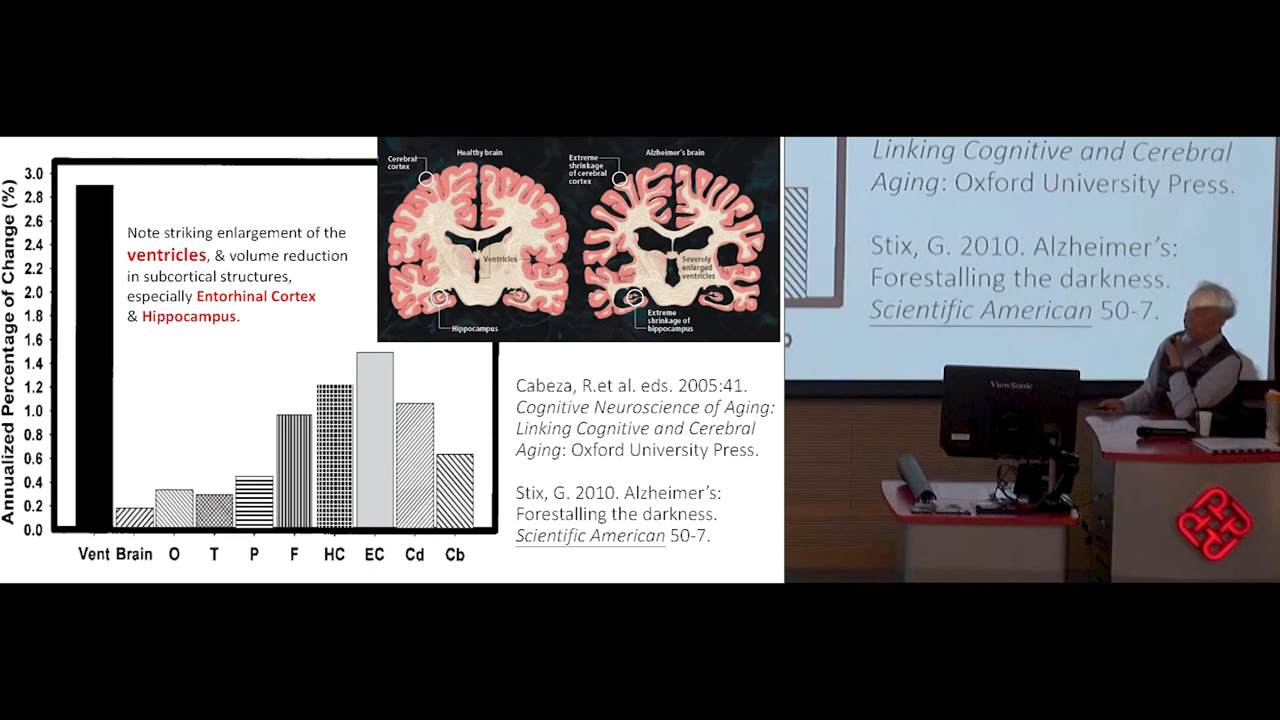 3.0
2.8
2.6
2.4
2.2
2.0
1.8
1.6
1.4
1.2
1.0
0.8
0.6
0.4
0.2
0.0
Annualized Percentage of Change (%)
Vent Brain O T P F HC EC Cd Cb
Note striking enlargement of the
ventricles, & volume reduction
in subcortical structures,
especially Entorhinal Cortex
& Hippocampus.
Healthy brain
Cerebral
cortex
Ventricles
Hippocampus
Alzheimer's brain
Extreme
shrinkage
of cerebral
cortex
Severely
enlarged
ventricles
Extreme
shrinkage of
hippocampus
Cabeza, R.et al. eds. 2005:41.
Cognitive Neuroscience of Aging:
Linking Cognitive and Cerebral
Aging: Oxford University Press.
Stix, G. 2010. Alzheimer's:
Forestalling the darkness.
Scientific American 50-7.
Linking Cognitive and Cerebral
Aging: Oxford University Press.
Stix, G. 2010. Alzheimer's:
Forestalling the darkness.
Scientific American 50-7.
ViewSonic